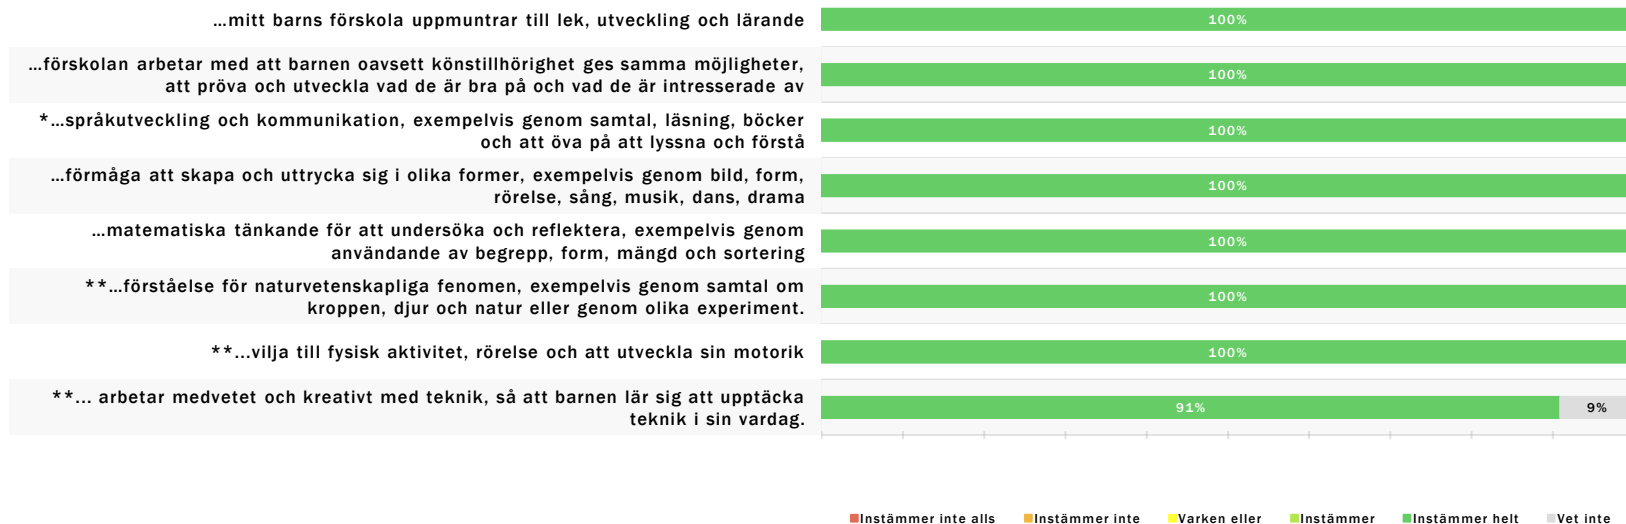 ...mitt barns förskola uppmuntrar till lek, utveckling och lärande
100%
...förskolan arbetar med att barnen oavsett könstillhörighet ges samma möjligheter,
att pröva och utveckla vad de är bra på och vad de är intresserade av
100%
*...språkutveckling och kommunikation, exempelvis genom samtal, läsning, böcker
och att öva på att lyssna och förstå
100%
...förmåga att skapa och uttrycka sig i olika former, exempelvis genom bild, form,
rörelse, sång, musik, dans, drama
100%
...matematiska tänkande för att undersöka och reflektera, exempelvis genom
användande av begrepp, form, mängd och sortering
100%
**...förståelse för naturvetenskapliga fenomen, exempelvis genom samtal om
kroppen, djur och natur eller genom olika experiment.
100%
**...vilja till fysisk aktivitet, rörelse och att utveckla sin motorik
100%
**... arbetar medvetet och kreativt med teknik, så att barnen lär sig att upptäcka
teknik i sin vardag.
91% 9%
Instämmer inte alls Instämmer inte Varken eller Instämmer Instämmer helt Vet inte